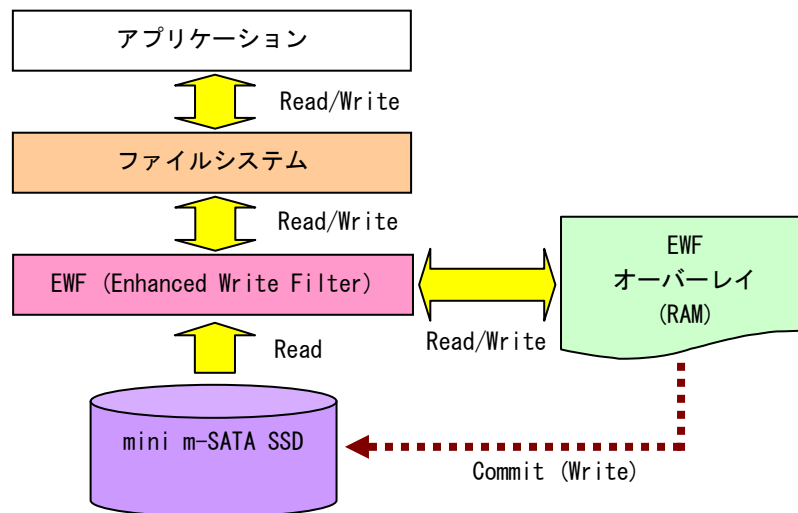 アプリケーション
Read/Write
ファイルシステム
Read/Write
EWF (Enhanced Write Filter)
EWF
オーバーレイ
(RAM)
Read/Write
Read
mini m-SATA SSD
Commit (Write)